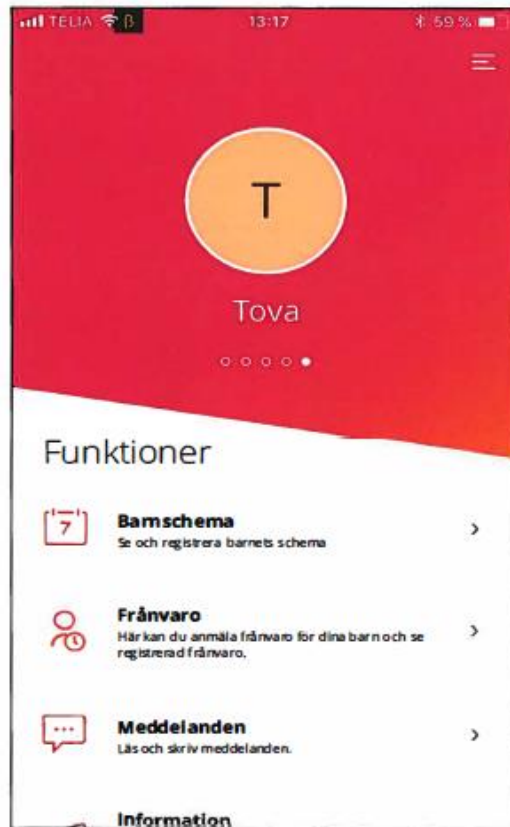 TELIA β 13:17 59 %
T
Tova
Funktioner
7
Barnschema
Se och registrera barnets schema
Frånvaro
Här kan du anmäla frånvaro för dina barn och se
registrerad frånvaro.
Meddelanden
Läs och skriv meddelanden.
Information